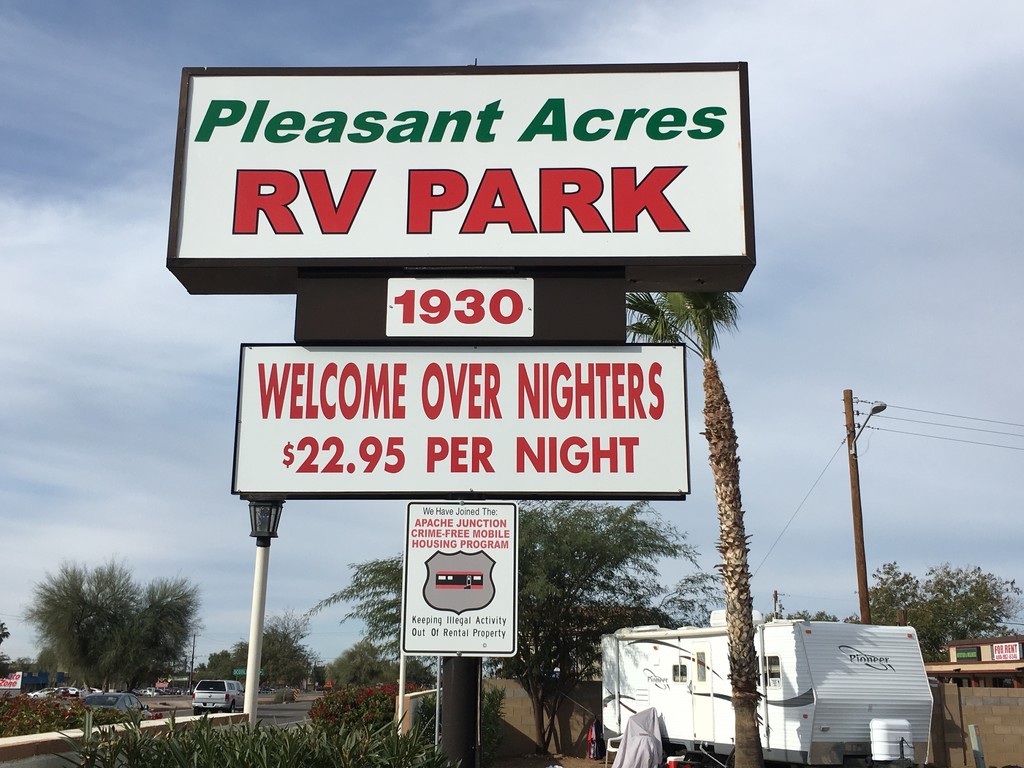 Pleasant Acres
RV PARK
1930
WELCOME OVER NIGHTERS
$22.95 PER NIGHT
We Have Joined The:
APACHE JUNCTION
CRIME-FREE MOBILE
HOUSING PROGRAM
Keeping Illegal Activity
Out Of Rental Property
Pioneer
Pioneer
FOR RENT